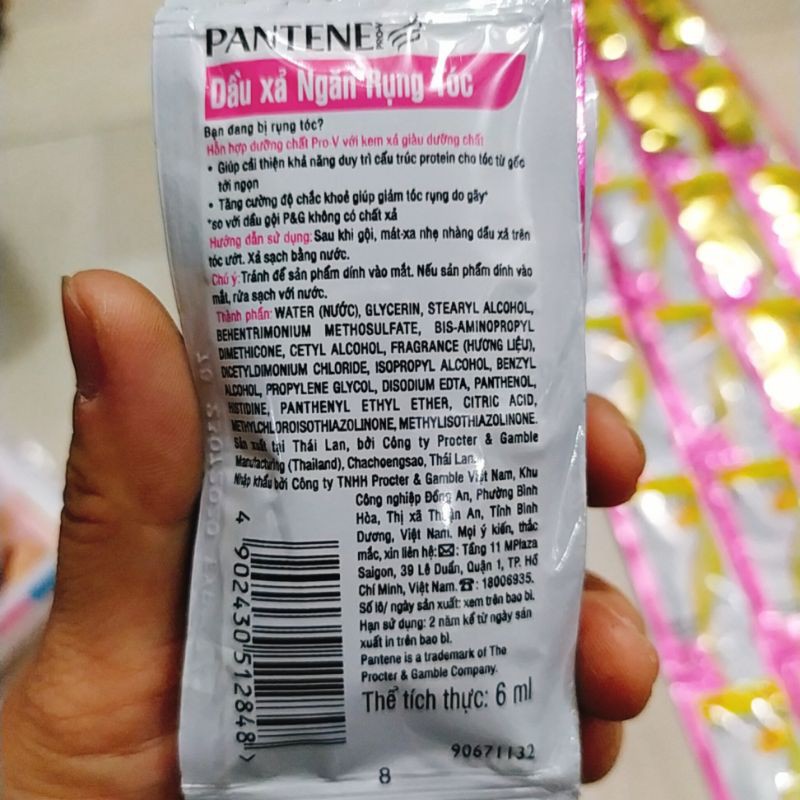 PANTENE
PRO-V
Dầu xả Ngăn Rụng Tóc
Bạn đang bị rụng tóc?
Hỗn hợp dưỡng chất Pro-V với kem xả giàu dưỡng chất
• Giúp cải thiện khả năng duy trì cấu trúc protein cho tóc từ gốc
tới ngọn
• Tăng cường độ chắc khoẻ giúp giảm tóc rụng do gãy*
*so với dầu gội P&G không có chất xả
Hướng dẫn sử dụng: Sau khi gội, mát-xa nhẹ nhàng dầu xả trên
tóc ướt. Xả sạch bằng nước.
Chú ý: Tránh để sản phẩm dính vào mắt. Nếu sản phẩm dính vào
mắt, rửa sạch với nước.
Thành phần: WATER (NƯỚC), GLYCERIN, STEARYL ALCOHOL,
BEHENTRIMONIUM METHOSULFATE, BIS-AMINOPROPYL
DIMETHICONE, CETYL ALCOHOL, FRAGRANCE (HƯƠNG LIỆU),
DICETYLDIMONIUM CHLORIDE, ISOPROPYL ALCOHOL, BENZYL
ALCOHOL, PROPYLENE GLYCOL, DISODIUM EDTA, PANTHENOL,
HISTIDINE, PANTHENYL ETHYL ETHER, CITRIC ACID,
METHYLCHLOROISOTHIAZOLINONE, METHYLISOTHIAZOLINONE.
Sản xuất tại Thái Lan, bởi Công ty Procter & Gamble
Manufacturing (Thailand), Chachoengsao, Thái Lan.
Nhập khẩu bởi Công ty TNHH Procter & Gamble Việt Nam, Khu
Công nghiệp Đồng An, Phường Bình
Hòa, Thị xã Thuận An, Tỉnh Bình
Dương, Việt Nam. Mọi ý kiến, thắc
mắc, xin liên hệ: Tầng 11 MPlaza
Saigon, 39 Lê Duẩn, Quận 1, TP. Hồ
Chí Minh, Việt Nam. 18006935.
Số lô/ ngày sản xuất: xem trên bao bì.
Hạn sử dụng: 2 năm kể từ ngày sản
xuất in trên bao bì.
Pantene is a trademark of The
Procter & Gamble Company.
Thể tích thực: 6 ml
4 902430 512848 >
90671132
8